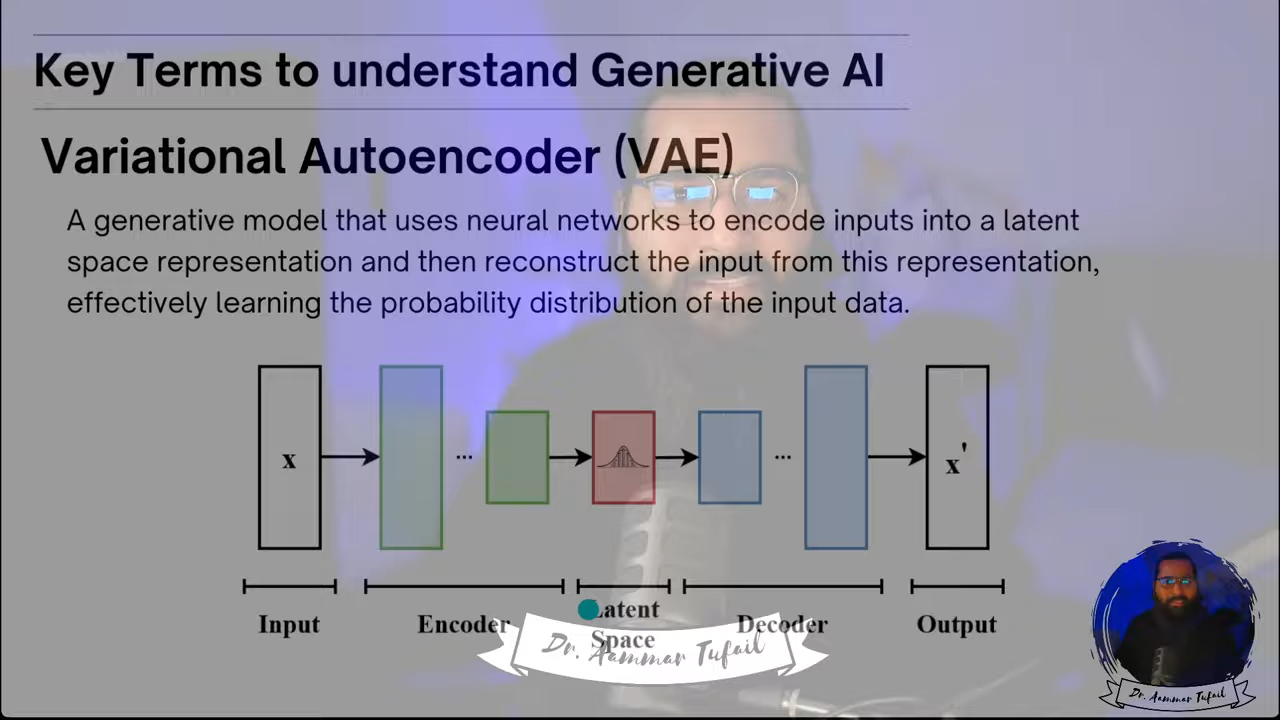 Key Terms to understand Generative AI
Variational Autoencoder (VAE)
A generative model that uses neural networks to encode inputs into a latent
space representation and then reconstruct the input from this representation,
effectively learning the probability distribution of the input data.
x
...
...
x'
Input
Encoder
Latent
Space
Decoder
Output
Dr. Aammar Tufail
Dr. Aammar Tufail